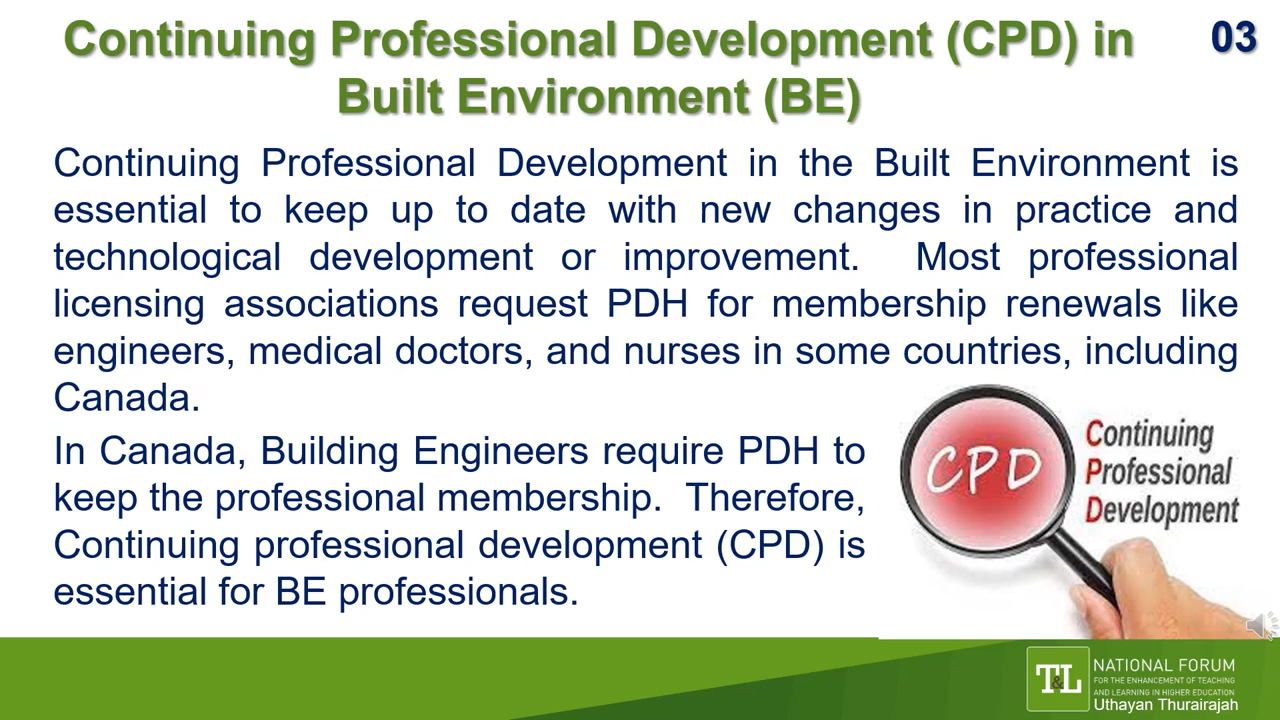 Continuing Professional Development (CPD) in
Built Environment (BE)
03
Continuing Professional Development in the Built Environment is
essential to keep up to date with new changes in practice and
technological development or improvement. Most professional
licensing associations request PDH for membership renewals like
engineers, medical doctors, and nurses in some countries, including
Canada.
In Canada, Building Engineers require PDH to
keep the professional membership. Therefore,
Continuing professional development (CPD) is
essential for BE professionals.
CPD
Continuing
Professional
Development
T&L
NATIONAL FORUM
FOR THE ENHANCEMENT OF TEACHING
AND LEARNING IN HIGHER EDUCATION
Uthayan Thurairajah